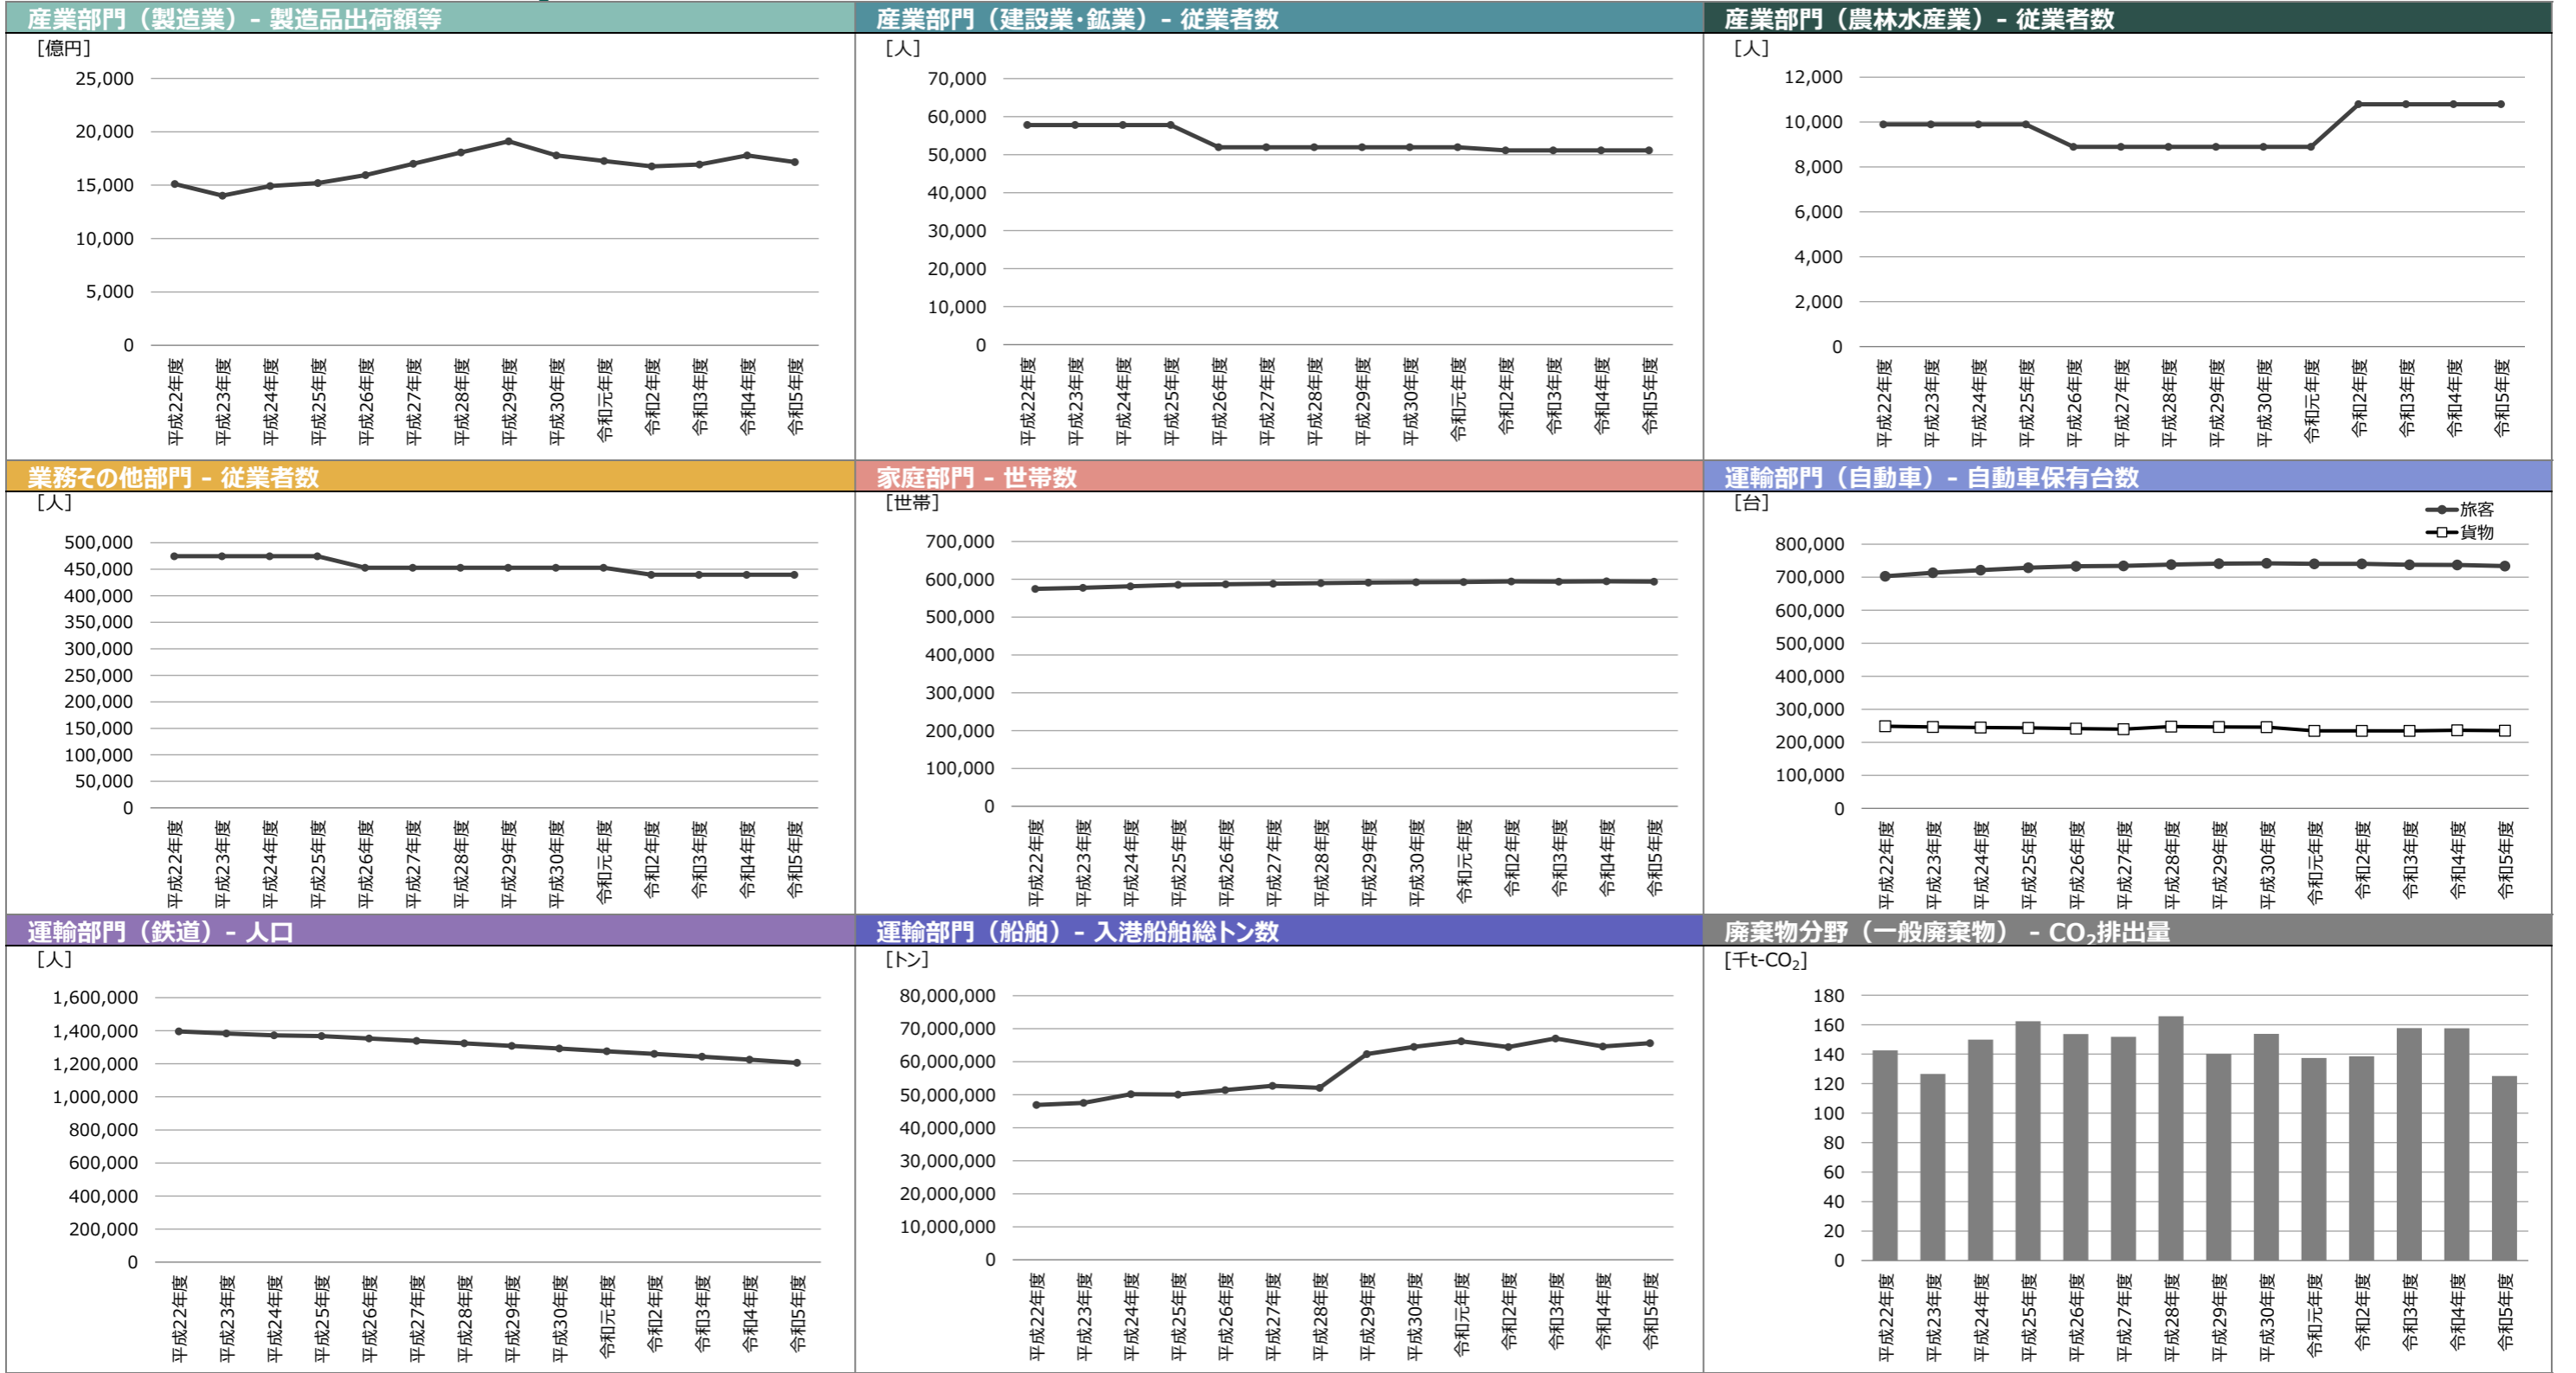 産業部門（製造業）- 製造品出荷額等
[億円]
25,000
20,000
15,000
10,000
5,000
0
平成22年度
平成23年度
平成24年度
平成25年度
平成26年度
平成27年度
平成28年度
平成29年度
平成30年度
令和元年度
令和2年度
令和3年度
令和4年度
令和5年度
産業部門（建設業･鉱業）- 従業者数
[人]
70,000
60,000
50,000
40,000
30,000
20,000
10,000
0
平成22年度
平成23年度
平成24年度
平成25年度
平成26年度
平成27年度
平成28年度
平成29年度
平成30年度
令和元年度
令和2年度
令和3年度
令和4年度
令和5年度
産業部門（農林水産業）- 従業者数
[人]
12,000
10,000
8,000
6,000
4,000
2,000
0
平成22年度
平成23年度
平成24年度
平成25年度
平成26年度
平成27年度
平成28年度
平成29年度
平成30年度
令和元年度
令和2年度
令和3年度
令和4年度
令和5年度
業務その他部門 - 従業者数
[人]
500,000
450,000
400,000
350,000
300,000
250,000
200,000
150,000
100,000
50,000
0
平成22年度
平成23年度
平成24年度
平成25年度
平成26年度
平成27年度
平成28年度
平成29年度
平成30年度
令和元年度
令和2年度
令和3年度
令和4年度
令和5年度
家庭部門 - 世帯数
[世帯]
700,000
600,000
500,000
400,000
300,000
200,000
100,000
0
平成22年度
平成23年度
平成24年度
平成25年度
平成26年度
平成27年度
平成28年度
平成29年度
平成30年度
令和元年度
令和2年度
令和3年度
令和4年度
令和5年度
運輸部門（自動車）- 自動車保有台数
[台]
旅客
貨物
800,000
700,000
600,000
500,000
400,000
300,000
200,000
100,000
0
平成22年度
平成23年度
平成24年度
平成25年度
平成26年度
平成27年度
平成28年度
平成29年度
平成30年度
令和元年度
令和2年度
令和3年度
令和4年度
令和5年度
運輸部門（鉄道）- 人口
[人]
1,600,000
1,400,000
1,200,000
1,000,000
800,000
600,000
400,000
200,000
0
平成22年度
平成23年度
平成24年度
平成25年度
平成26年度
平成27年度
平成28年度
平成29年度
平成30年度
令和元年度
令和2年度
令和3年度
令和4年度
令和5年度
運輸部門（船舶）- 入港船舶総トン数
[トン]
80,000,000
70,000,000
60,000,000
50,000,000
40,000,000
30,000,000
20,000,000
10,000,000
0
平成22年度
平成23年度
平成24年度
平成25年度
平成26年度
平成27年度
平成28年度
平成29年度
平成30年度
令和元年度
令和2年度
令和3年度
令和4年度
令和5年度
廃棄物分野（一般廃棄物） - CO₂排出量
[千t-CO₂]
180
160
140
120
100
80
60
40
20
0
平成22年度
平成23年度
平成24年度
平成25年度
平成26年度
平成27年度
平成28年度
平成29年度
平成30年度
令和元年度
令和2年度
令和3年度
令和4年度
令和5年度